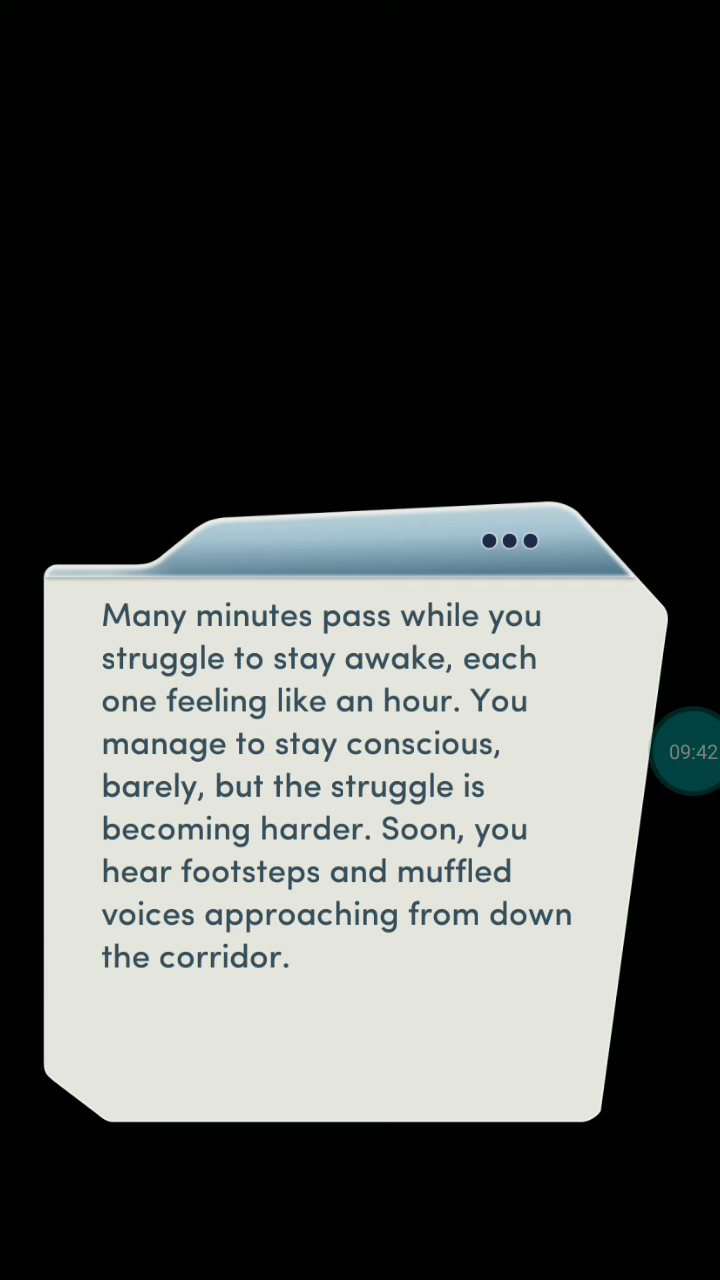 Many minutes pass while you
struggle to stay awake, each
one feeling like an hour. You
manage to stay conscious,
barely, but the struggle is
becoming harder. Soon, you
hear footsteps and muffled
voices approaching from down
the corridor.
09:42